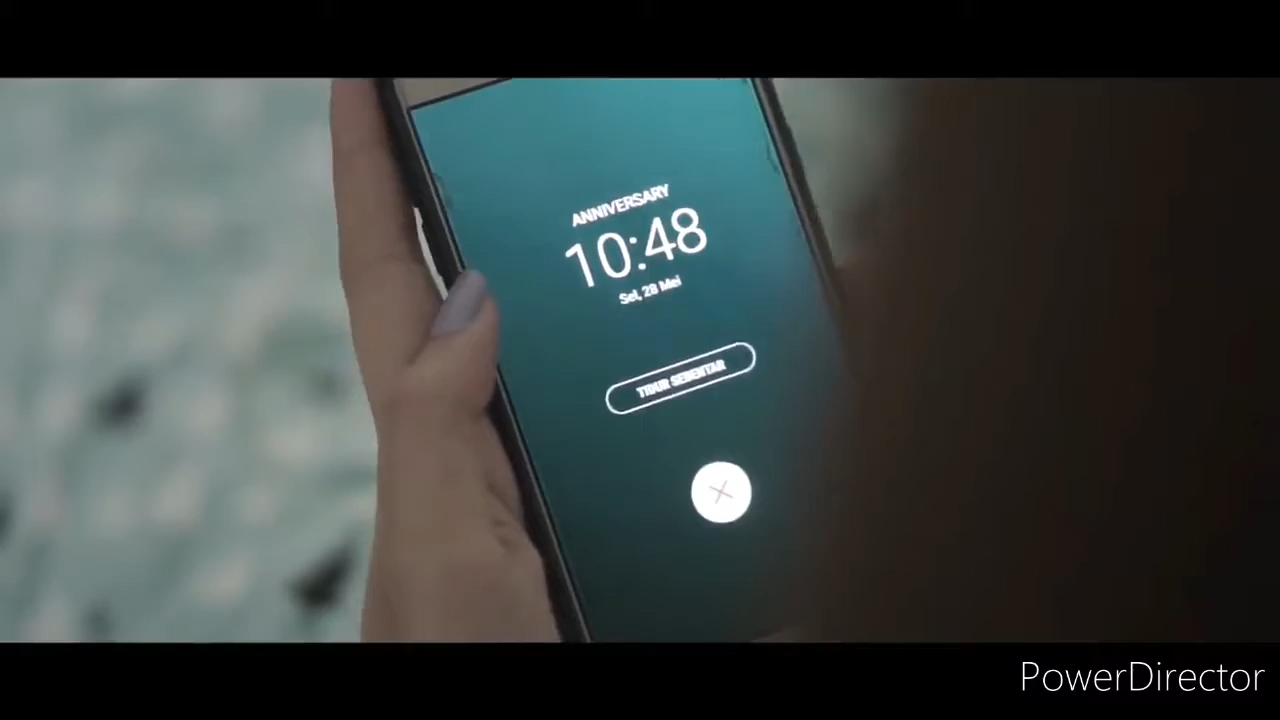 ANNIVERSARY
10:48
Sel, 28 Mei
TIDUR SEBENTAR
PowerDirector